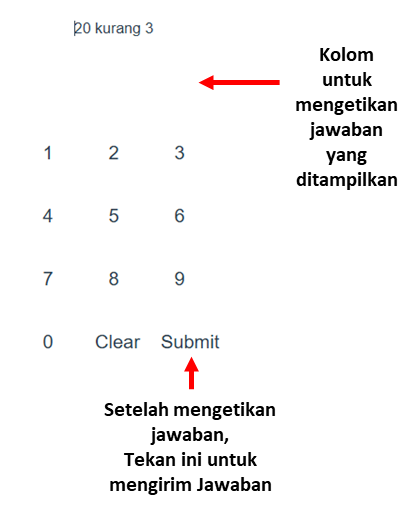 20 kurang 3
Kolom
untuk
mengetikan
jawaban
yang
ditampilkan
1 2 3
4 5 6
7 8 9
0 Clear Submit
Setelah mengetikan
jawaban,
Tekan ini untuk
mengirim Jawaban